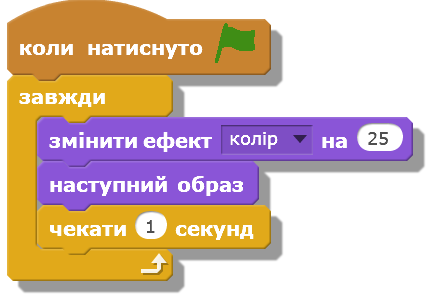 коли натиснуто
завжди
змінити ефект колір на 25
наступний образ
чекати 1 секунд